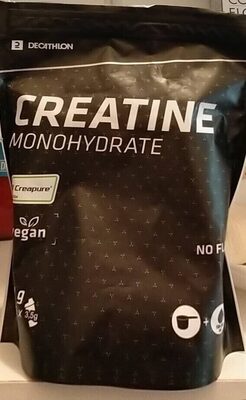 DECATHLON
CREATINE
MONOHYDRATE
Creapure®
vegan
NO
g
x 3,5g
+